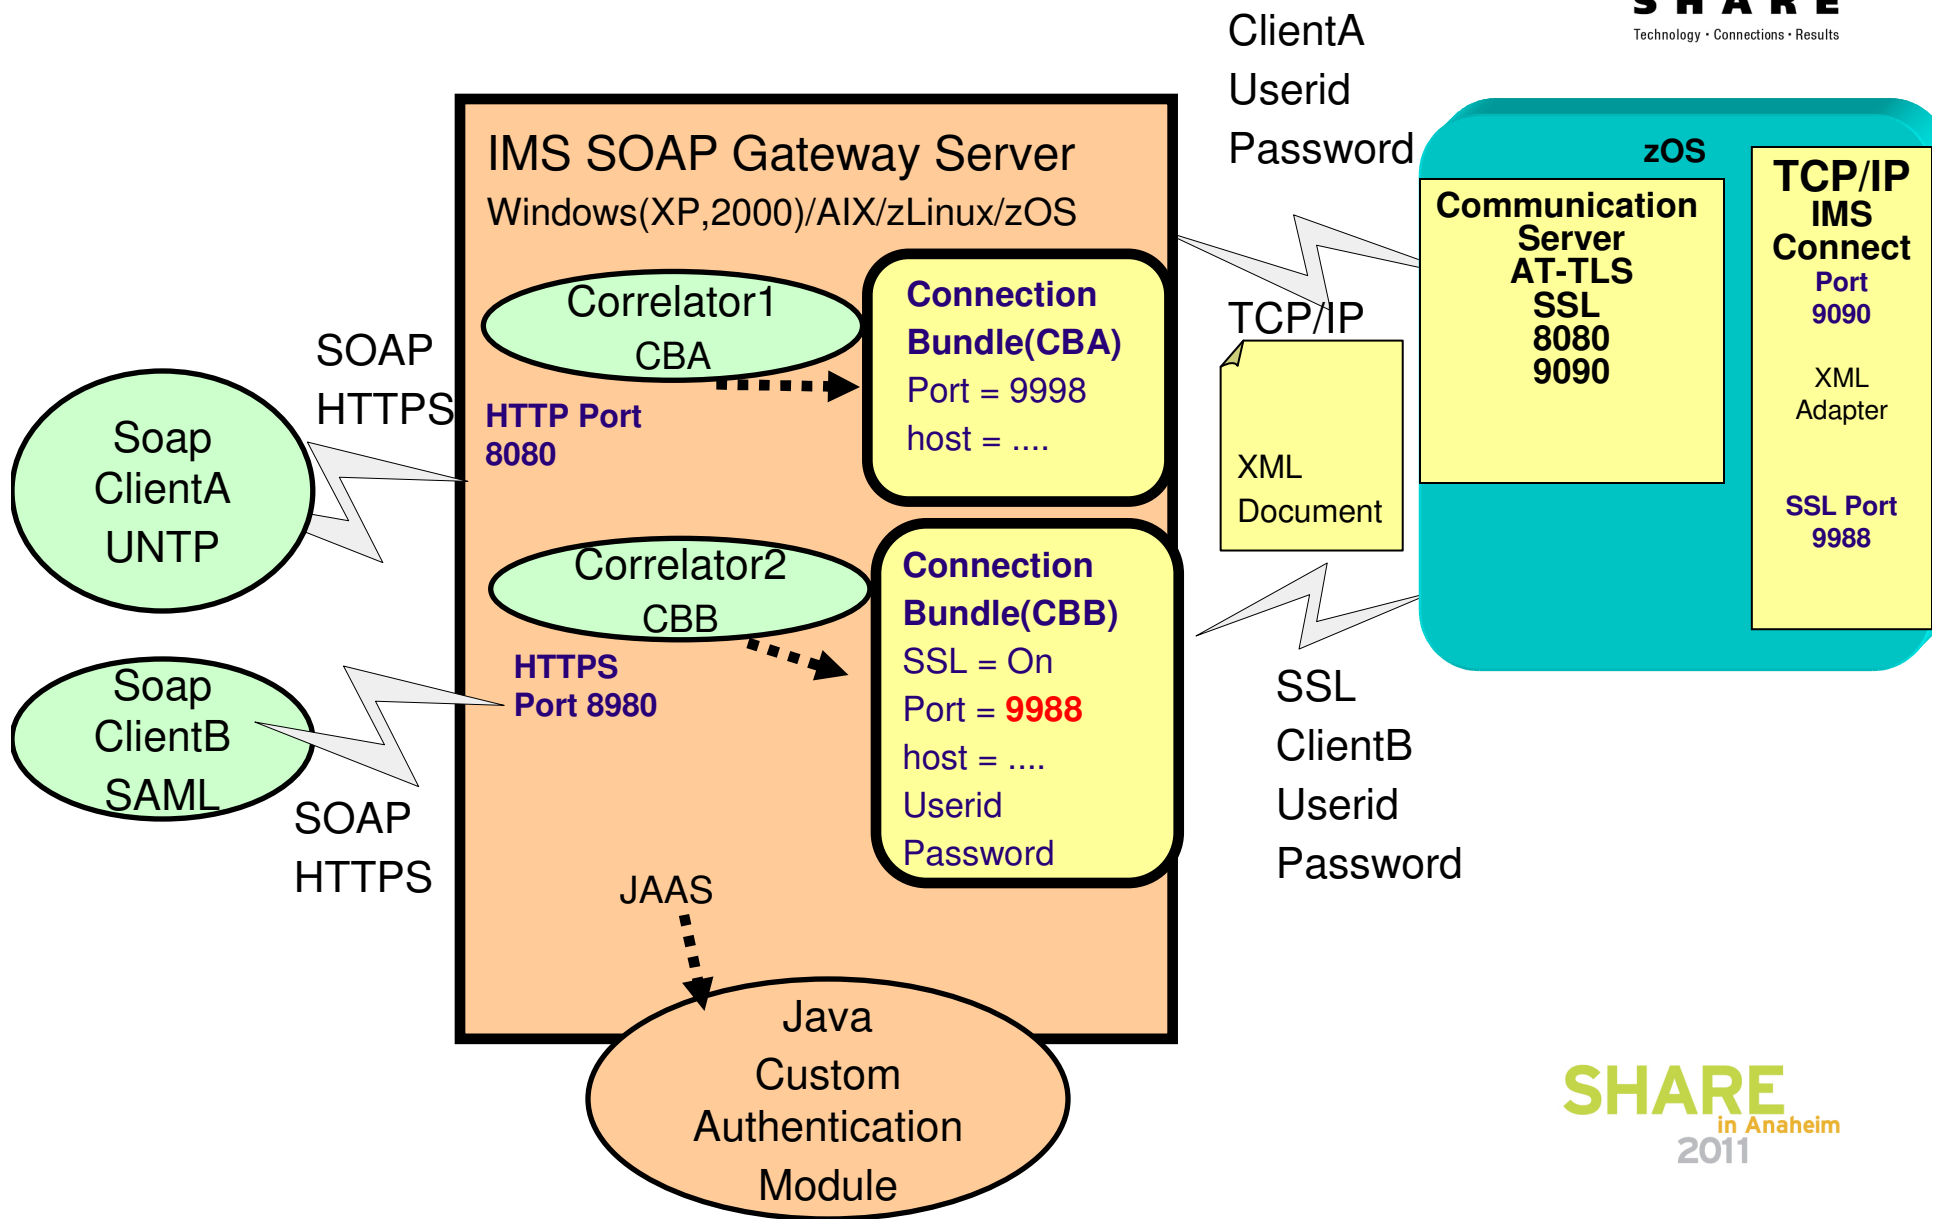 SHARE
Technology • Connections • Results
ClientA
Userid
Password
IMS SOAP Gateway Server
Windows(XP,2000)/AIX/zLinux/zOS
Correlator1
CBA
HTTP Port
8080
Connection
Bundle(CBA)
Port = 9998
host = ....
SOAP
HTTPS
Soap
ClientA
UNTP
Correlator2
CBB
HTTPS
Port 8980
Connection
Bundle(CBB)
SSL = On
Port = 9988
host = ....
Userid
Password
Soap
ClientB
SAML
SOAP
HTTPS
JAAS
Java
Custom
Authentication
Module
TCP/IP
XML
Document
SSL
ClientB
Userid
Password
zOS
Communication
Server
AT-TLS
SSL
8080
9090
TCP/IP
IMS
Connect
Port
9090
XML
Adapter
SSL Port
9988
SHARE
in Anaheim
2011